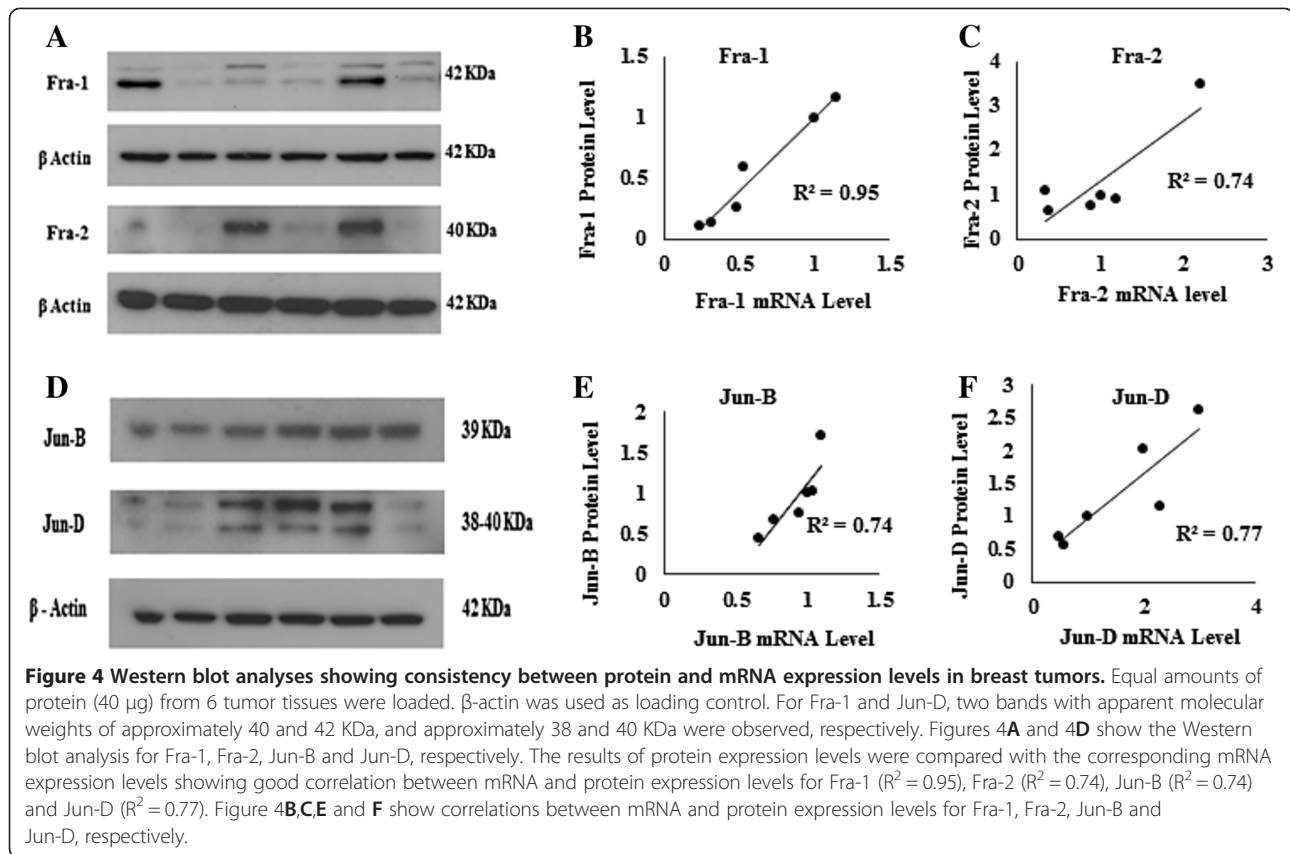 A
Fra-1
42 KDa
β Actin
42 KDa
Fra-2
40 KDa
β Actin
42 KDa
B
Fra-1
Fra-1 Protein Level
1.5
1
0.5
0
R² = 0.95
0 0.5 1 1.5
Fra-1 mRNA Level
C
Fra-2
Fra-2 Protein Level
4
3
2
1
0
R² = 0.74
0 1 2 3
Fra-2 mRNA level
D
Jun-B
39 KDa
Jun-D
38-40 KDa
β - Actin
42 KDa
E
Jun-B
Jun-B Protein Level
2
1.5
1
0.5
0
R² = 0.74
0 0.5 1 1.5
Jun-B mRNA Level
F
Jun-D
Jun-D Protein Level
3
2.5
2
1.5
1
0.5
0
R² = 0.77
0 2 4
Jun-D mRNA Level
Figure 4 Western blot analyses showing consistency between protein and mRNA expression levels in breast tumors. Equal amounts of
protein (40 μg) from 6 tumor tissues were loaded. β-actin was used as loading control. For Fra-1 and Jun-D, two bands with apparent molecular
weights of approximately 40 and 42 KDa, and approximately 38 and 40 KDa were observed, respectively. Figures 4A and 4D show the Western
blot analysis for Fra-1, Fra-2, Jun-B and Jun-D, respectively. The results of protein expression levels were compared with the corresponding mRNA
expression levels showing good correlation between mRNA and protein expression levels for Fra-1 (R² = 0.95), Fra-2 (R² = 0.74), Jun-B (R² = 0.74)
and Jun-D (R² = 0.77). Figure 4B,C,E and F show correlations between mRNA and protein expression levels for Fra-1, Fra-2, Jun-B and
Jun-D, respectively.